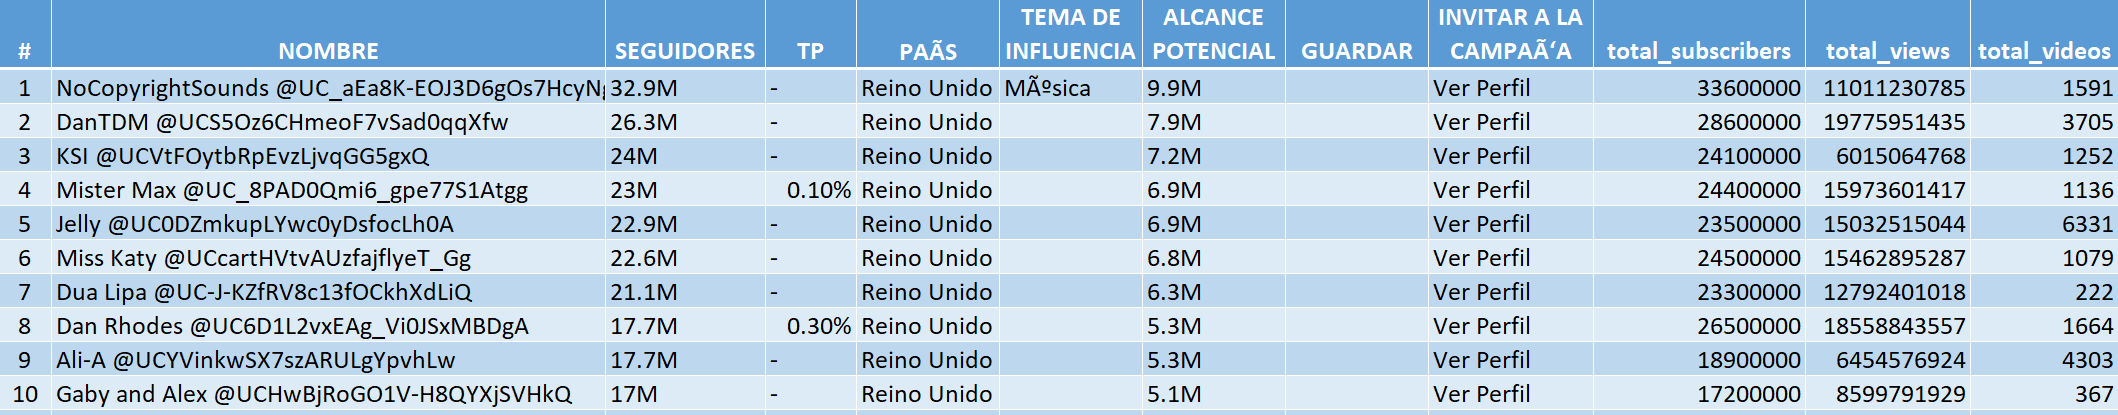 # NOMBRE SEGUIDORES TP PAÃS TEMA DE INFLUENCIA ALCANCE POTENCIAL GUARDAR INVITAR A LA CAMPAÃ‘A total_subscribers total_views total_videos
1 NoCopyrightSounds @UC_aEa8K-EOJ3D6gOs7HcyNg 32.9M - Reino Unido MÃºsica 9.9M Ver Perfil 33600000 11011230785 1591
2 DanTDM @UCS5Oz6CHmeoF7vSad0qqXfw 26.3M - Reino Unido 7.9M Ver Perfil 28600000 19775951435 3705
3 KSI @UCVtFOytbRpEvzLjvqGG5gxQ 24M - Reino Unido 7.2M Ver Perfil 24100000 6015064768 1252
4 Mister Max @UC_8PAD0Qmi6_gpe77S1Atgg 23M 0.10% Reino Unido 6.9M Ver Perfil 24400000 15973601417 1136
5 Jelly @UC0DZmkupLYwc0yDsfocLh0A 22.9M - Reino Unido 6.9M Ver Perfil 23500000 15032515044 6331
6 Miss Katy @UCcartHVtvAUzfajflyeT_Gg 22.6M - Reino Unido 6.8M Ver Perfil 24500000 15462895287 1079
7 Dua Lipa @UC-J-KZfRV8c13fOCkhXdLiQ 21.1M - Reino Unido 6.3M Ver Perfil 23300000 12792401018 222
8 Dan Rhodes @UC6D1L2vxEAg_Vi0JSxMBDgA 17.7M 0.30% Reino Unido 5.3M Ver Perfil 26500000 18558843557 1664
9 Ali-A @UCYVinkwSX7szARULgYpvhLw 17.7M - Reino Unido 5.3M Ver Perfil 18900000 6454576924 4303
10 Gaby and Alex @UCHwBjRoGO1V-H8QYXjSVHkQ 17M - Reino Unido 5.1M Ver Perfil 17200000 8599791929 367